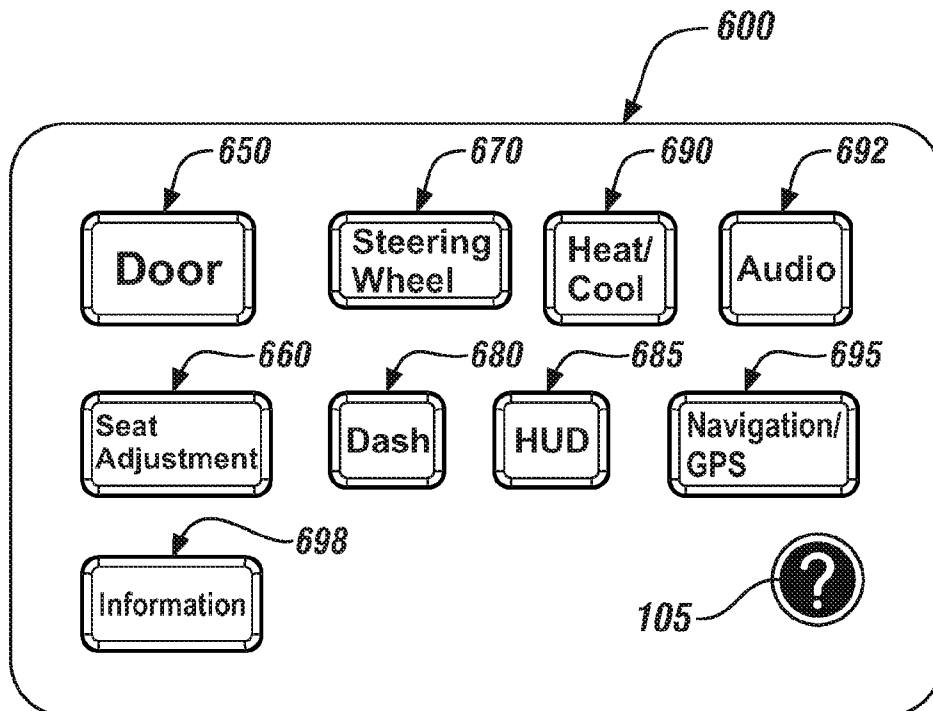 600
650
670
690
692
Door
Steering
Wheel
Heat/
Cool
Audio
660
680
685
695
Seat
Adjustment
Dash
HUD
Navigation/
GPS
698
Information
105
?